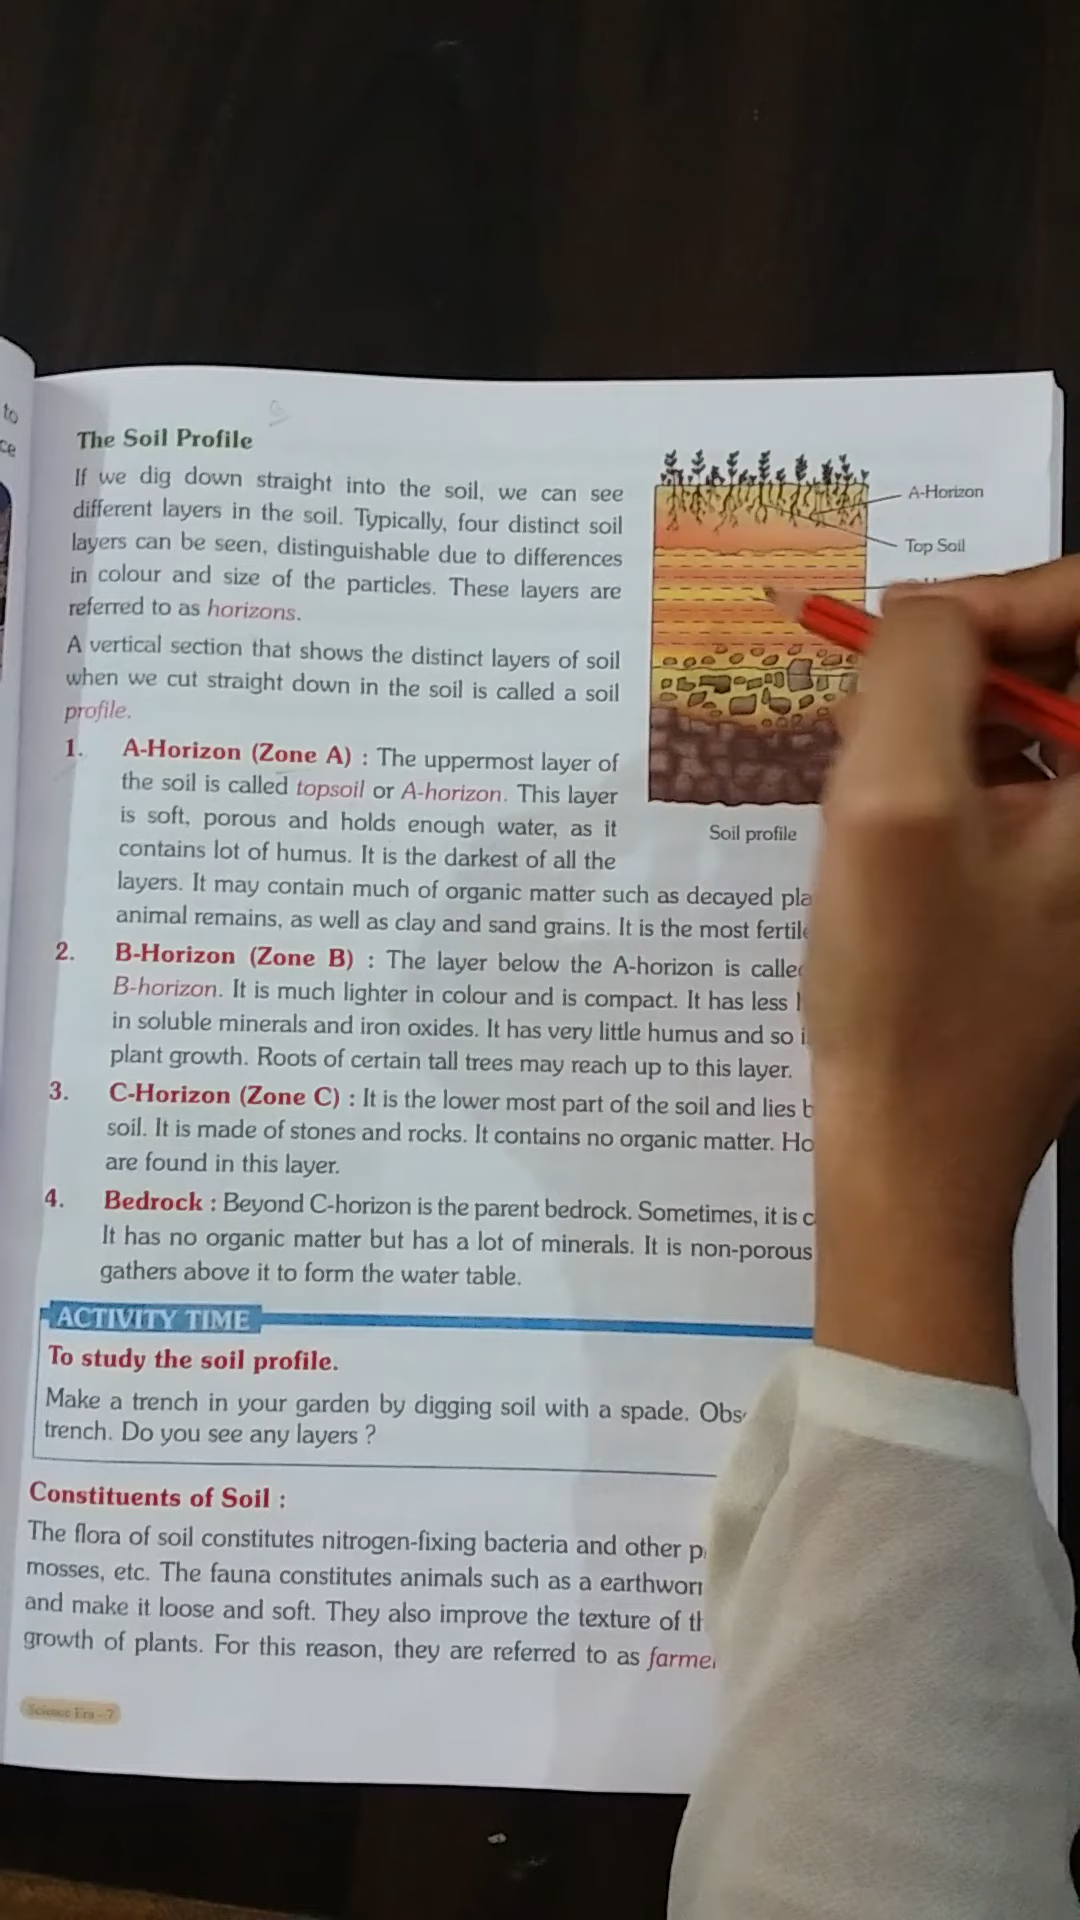 to
ce
The Soil Profile
If we dig down straight into the soil, we can see
different layers in the soil. Typically, four distinct soil
layers can be seen, distinguishable due to differences
in colour and size of the particles. These layers are
referred to as horizons.
A vertical section that shows the distinct layers of soil
when we cut straight down in the soil is called a soil
profile.
A-Horizon
Top Soil
Soil profile
1. A-Horizon (Zone A) : The uppermost layer of
the soil is called topsoil or A-horizon. This layer
is soft, porous and holds enough water, as it
contains lot of humus. It is the darkest of all the
layers. It may contain much of organic matter such as decayed
animal remains, as well as clay and sand grains. It is the most
2. B-Horizon (Zone B) : The layer below the A-horizon is
B-horizon. It is much lighter in colour and is compact. It has less
in soluble minerals and iron oxides. It has very little humus and so
plant growth. Roots of certain tall trees may reach up to this layer.
3. C-Horizon (Zone C) : It is the lower most part of the soil and lies
soil. It is made of stones and rocks. It contains no organic matter.
are found in this layer.
4. Bedrock : Beyond C-horizon is the parent bedrock. Sometimes, it is
It has no organic matter but has a lot of minerals. It is non-porous
gathers above it to form the water table.
ACTIVITY TIME
To study the soil profile.
Make a trench in your garden by digging soil with a spade.
trench. Do you see any layers ?
Constituents of Soil :
The flora of soil constitutes nitrogen-fixing bacteria and other
mosses, etc. The fauna constitutes animals such as a
and make it loose and soft. They also improve the texture of
growth of plants. For this reason, they are referred to as
Science Era - 7